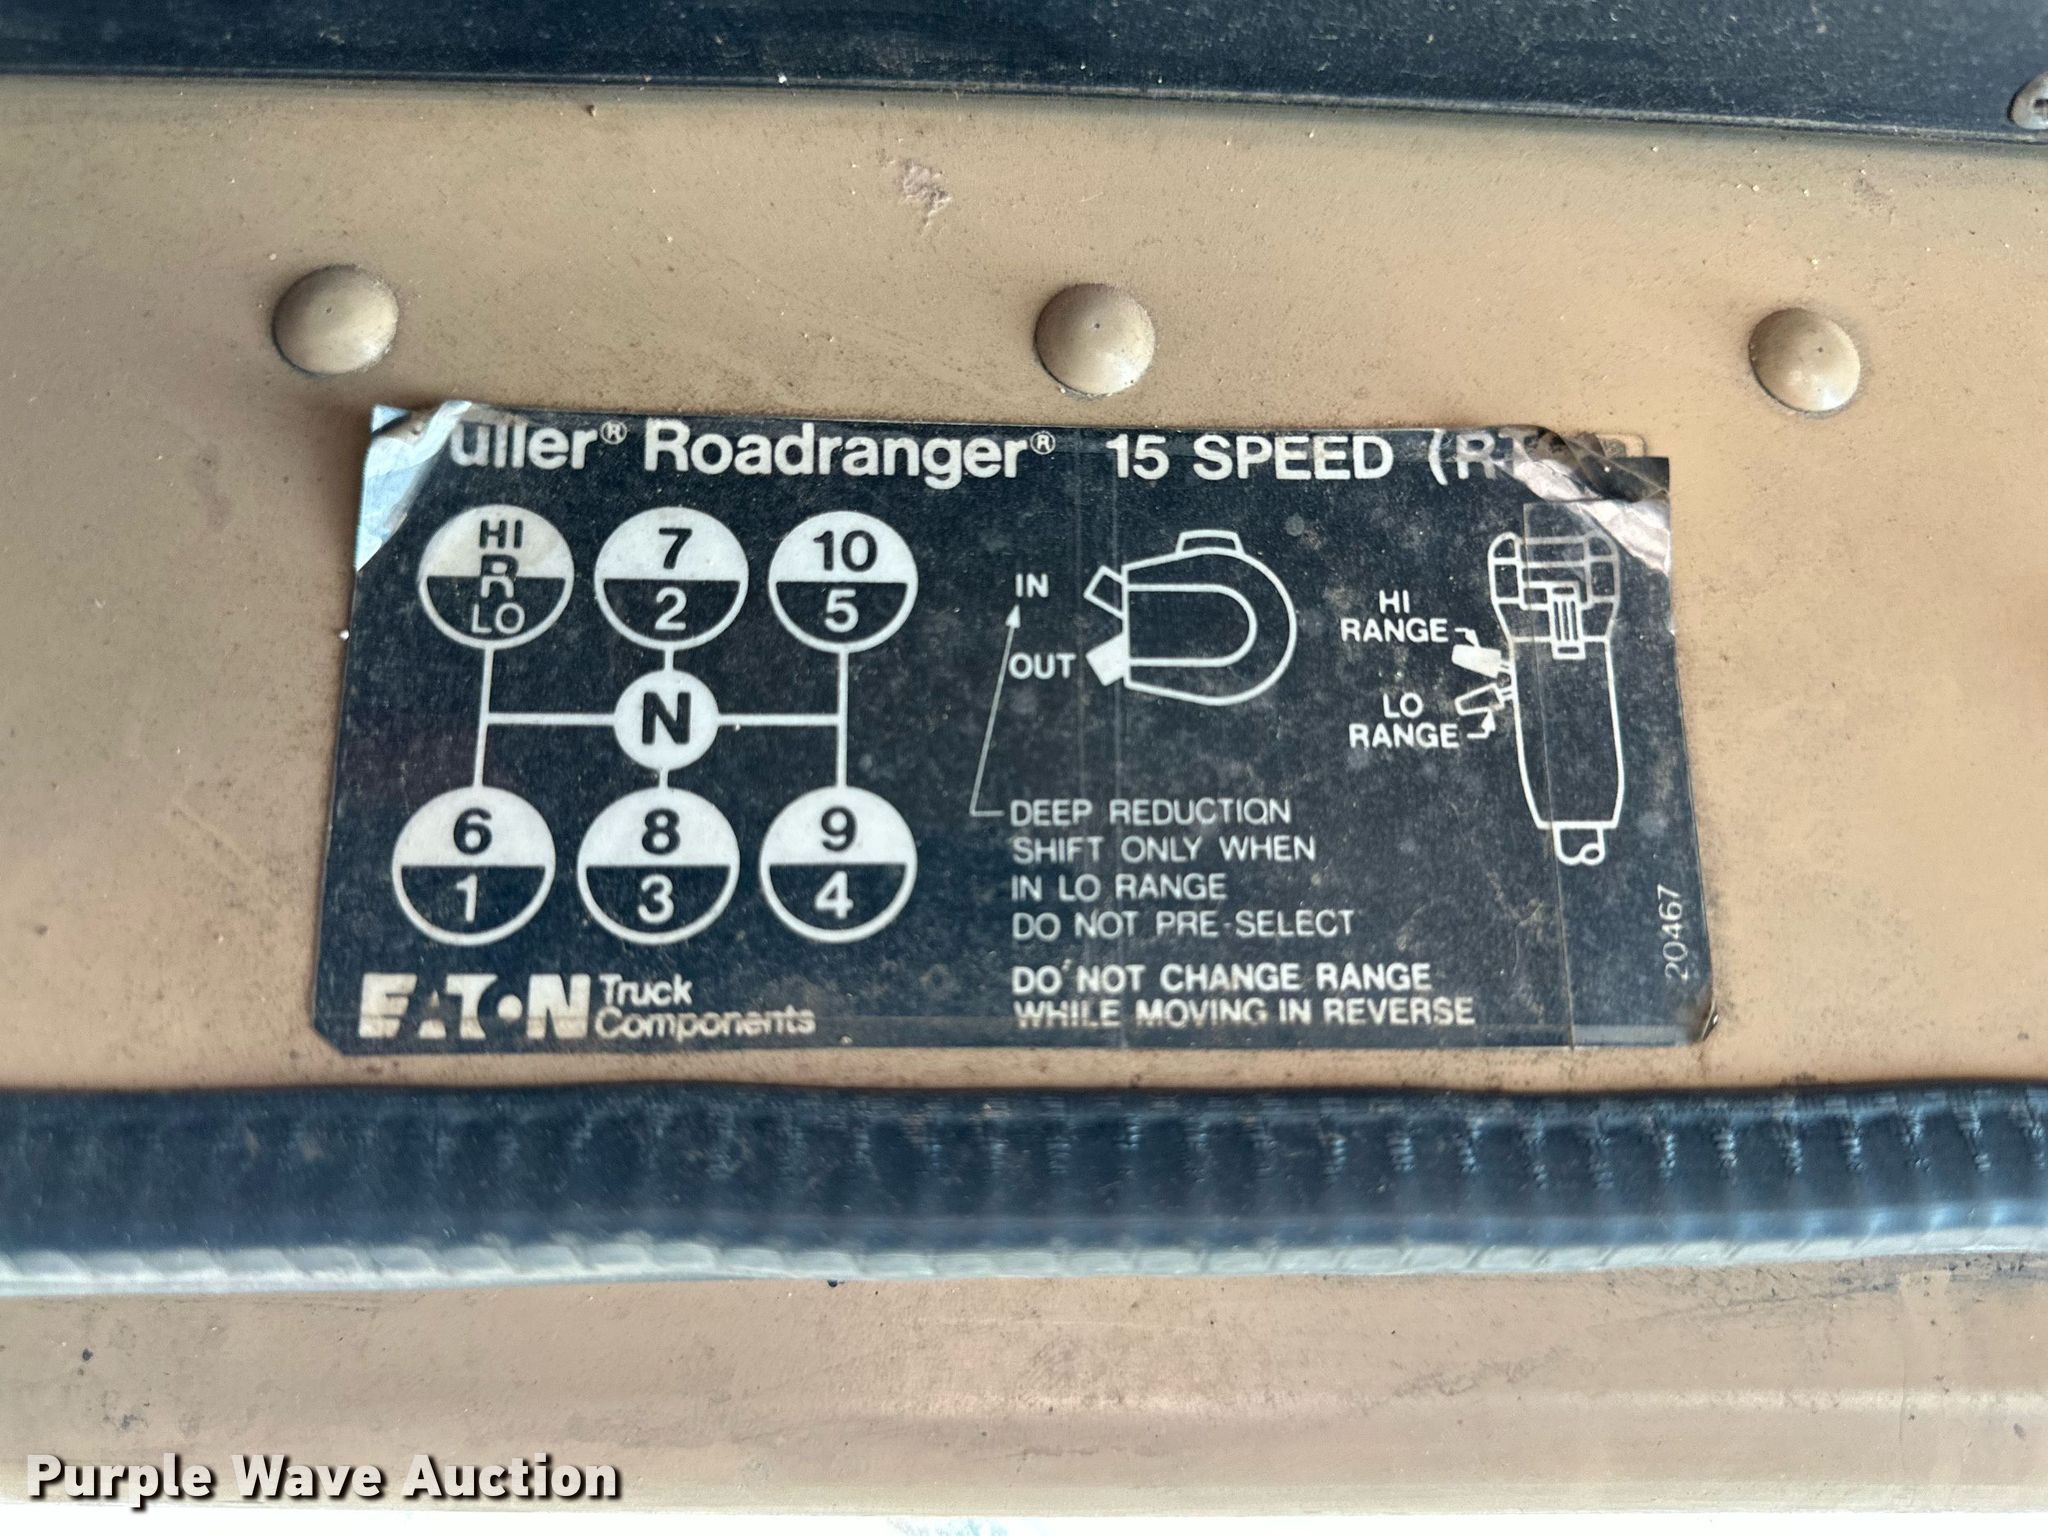 uller® Roadranger® 15 SPEED (RT
HI
R
LO
7
2
10
5
N
6
1
8
3
9
4
IN
OUT
HI
RANGE
LO
RANGE
DEEP REDUCTION
SHIFT ONLY WHEN
IN LO RANGE
DO NOT PRE-SELECT
DO NOT CHANGE RANGE
WHILE MOVING IN REVERSE
EATON Truck
Components
20467
Purple Wave Auction